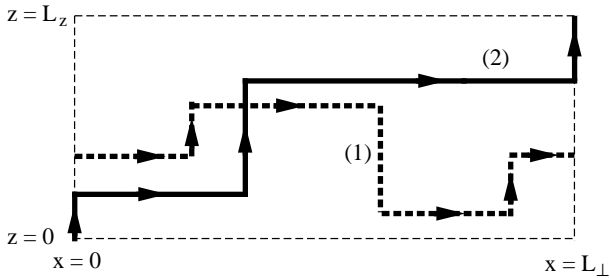 z = L_z
(2)
(1)
z = 0
x = 0
x = L_⊥